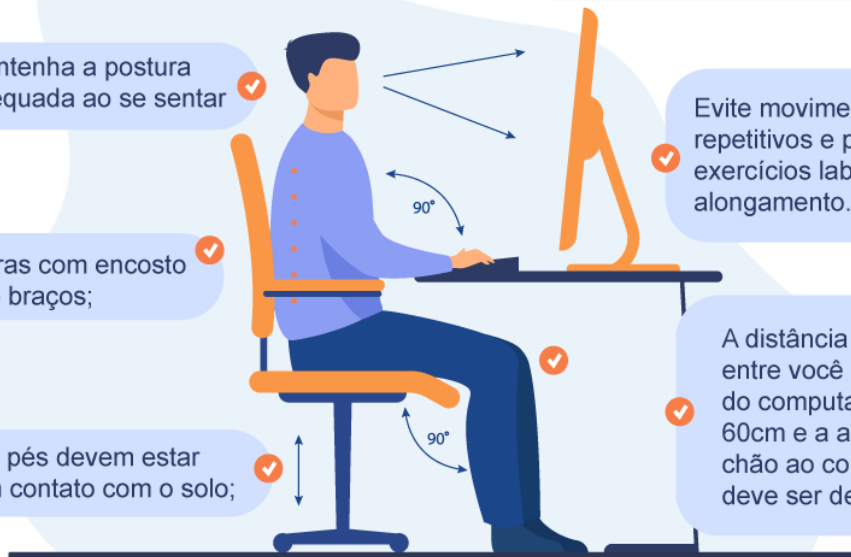 ntenha a postura
equada ao se sentar
ras com encosto
braços;
pés devem estar
contato com o solo;
90°
90°
Evite movime
repetitivos e p
exercícios lab
alongamento.
A distância
entre você
do computa
60cm e a a
chão ao co
deve ser de